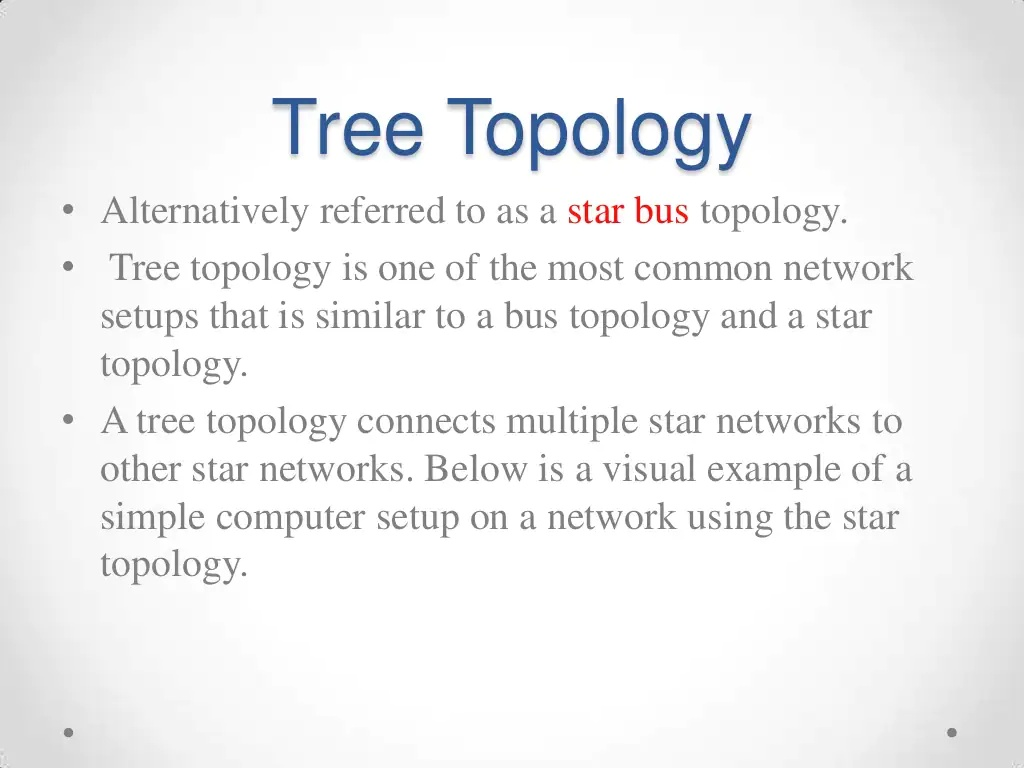 Tree Topology
• Alternatively referred to as a star bus topology.
• Tree topology is one of the most common network
setups that is similar to a bus topology and a star
topology.
• A tree topology connects multiple star networks to
other star networks. Below is a visual example of a
simple computer setup on a network using the star
topology.